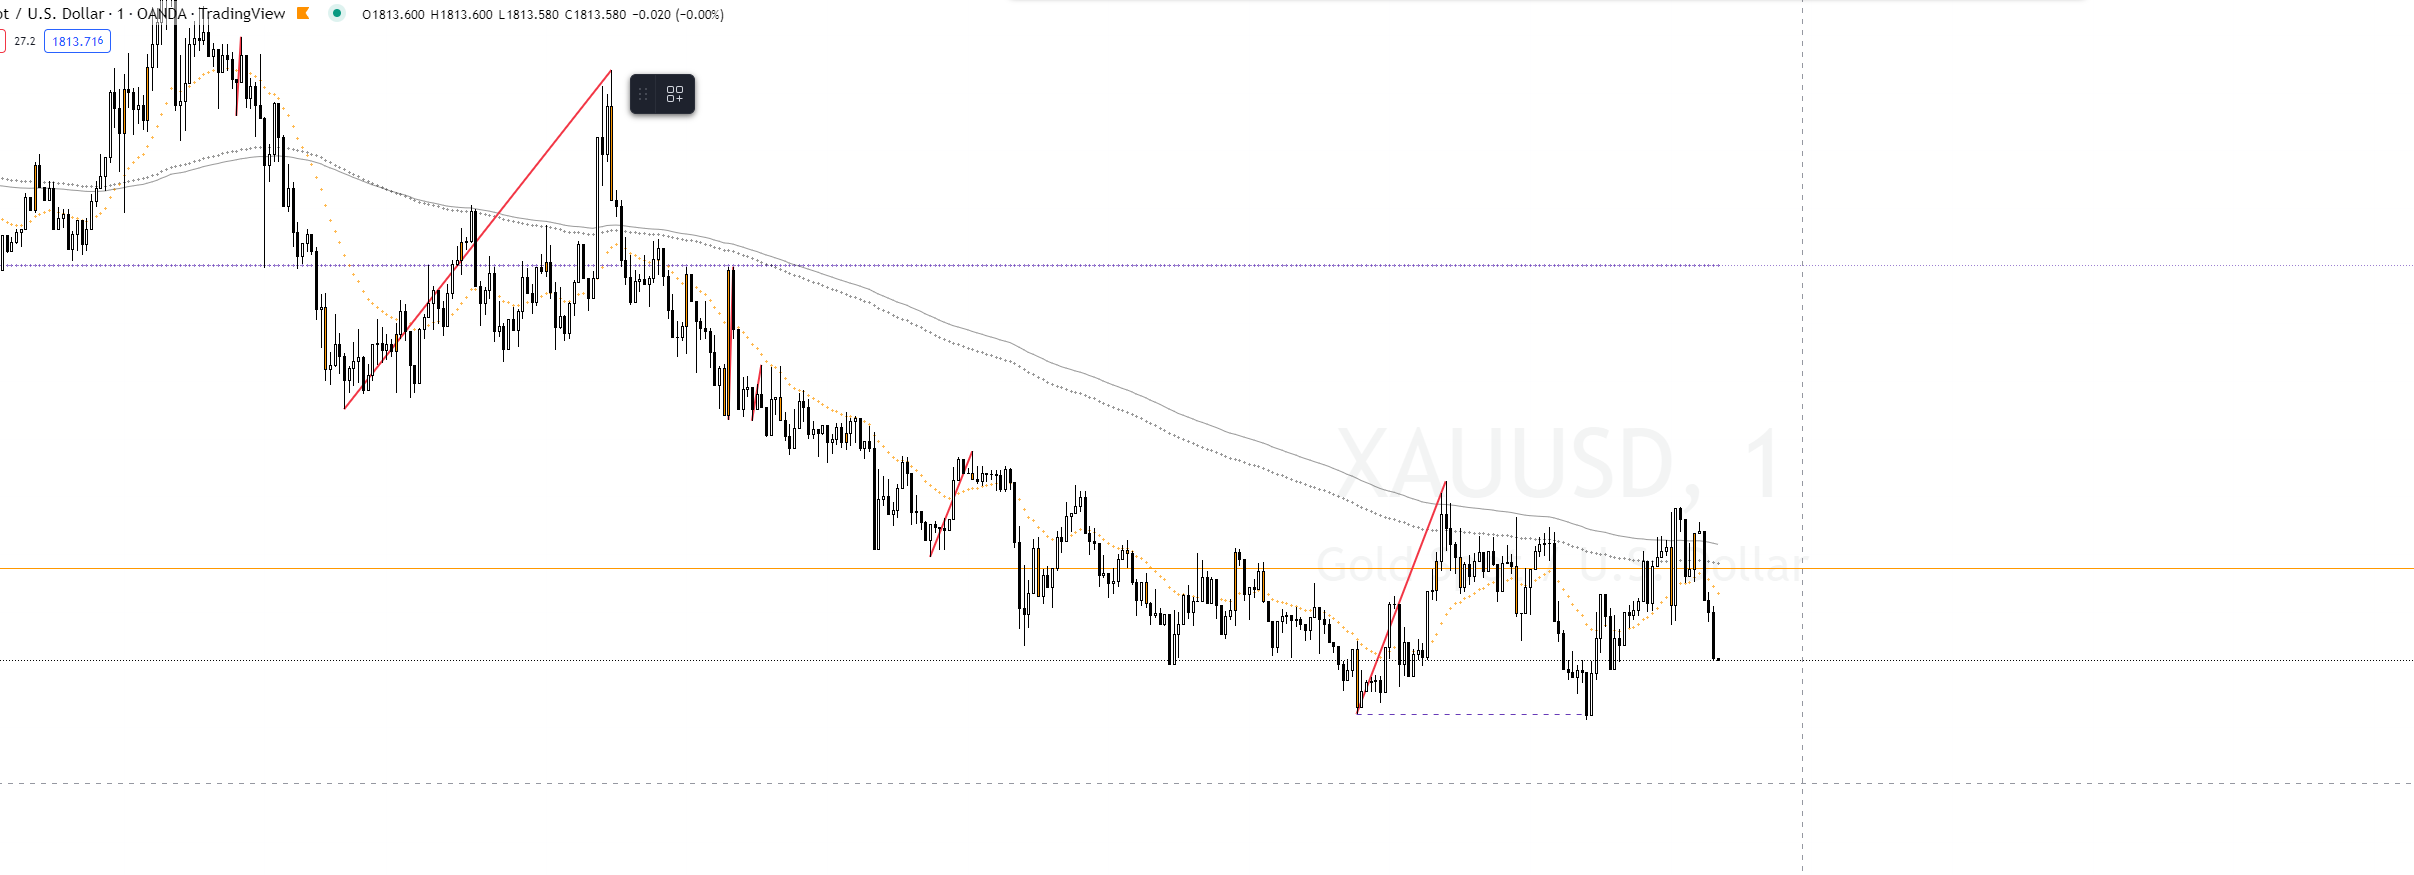 ot / U.S. Dollar · 1 · OANDA · TradingView O1813.600 H1813.600 L1813.580 C1813.580 −0.020 (−0.00%)
27.2 1813.716
XAUUSD, 1
Gold U.S. Dollar